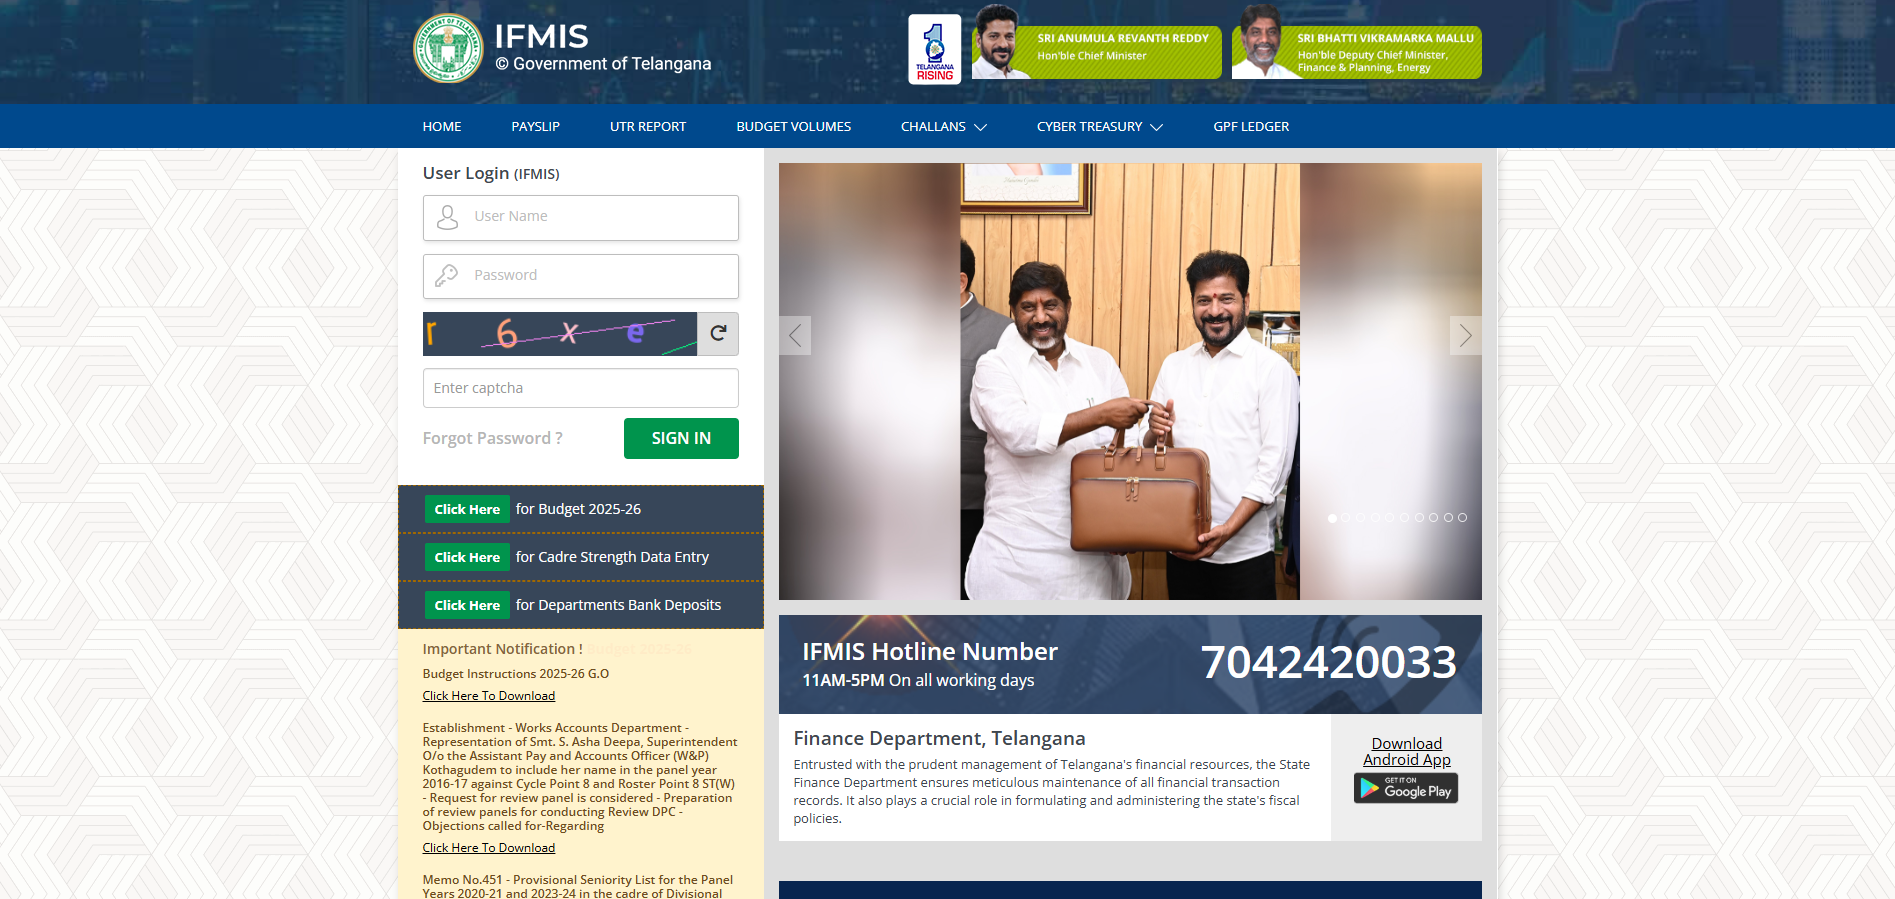 IFMIS
© Government of Telangana
TELANGANA
RISING
SRI ANUMULA REVANTH REDDY
Hon'ble Chief Minister
SRI BHATTI VIKRAMARKA MALLU
Hon'ble Deputy Chief Minister,
Finance & Planning, Energy
HOME PAYSLIP UTR REPORT BUDGET VOLUMES CHALLANS CYBER TREASURY GPF LEDGER
User Login (IFMIS)
User Name
Password
r 6 x e
Enter captcha
Forgot Password ?
SIGN IN
Click Here for Budget 2025-26
Click Here for Cadre Strength Data Entry
Click Here for Departments Bank Deposits
Important Notification ! Budget 2025-26
Budget Instructions 2025-26 G.O
Click Here To Download
Establishment - Works Accounts Department -
Representation of Smt. S. Asha Deepa, Superintendent
O/o the Assistant Pay and Accounts Officer (W&P)
Kothagudem to include her name in the panel year
2016-17 against Cycle Point 8 and Roster Point 8 ST(W)
- Request for review panel is considered - Preparation
of review panels for conducting Review DPC -
Objections called for-Regarding
Click Here To Download
Memo No.451 - Provisional Seniority List for the Panel
Years 2020-21 and 2023-24 in the cadre of Divisional
IFMIS Hotline Number
11AM-5PM On all working days
7042420033
Finance Department, Telangana
Entrusted with the prudent management of Telangana's financial resources, the State
Finance Department ensures meticulous maintenance of all financial transaction
records. It also plays a crucial role in formulating and administering the state's fiscal
policies.
Download
Android App
GET IT ON
Google Play